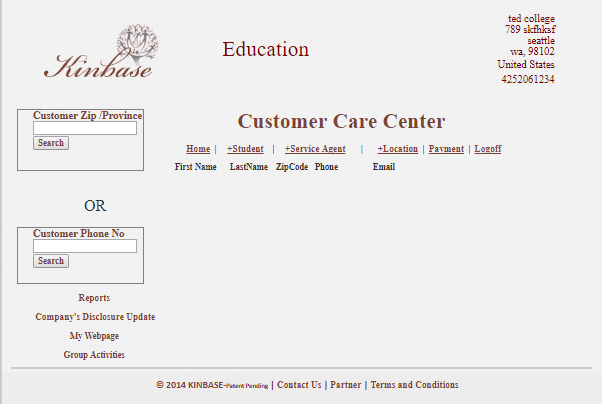 Kinbase
Education
ted college
789 skfhksf
seattle
wa, 98102
United States
4252061234
Customer Zip /Province
Search
OR
Customer Phone No
Search
Reports
Company's Disclosure Update
My Webpage
Group Activities
Customer Care Center
Home | +Student | +Service Agent | +Location | Payment | Logoff
First Name LastName ZipCode Phone Email
© 2014 KINBASE-Patent Pending | Contact Us | Partner | Terms and Conditions